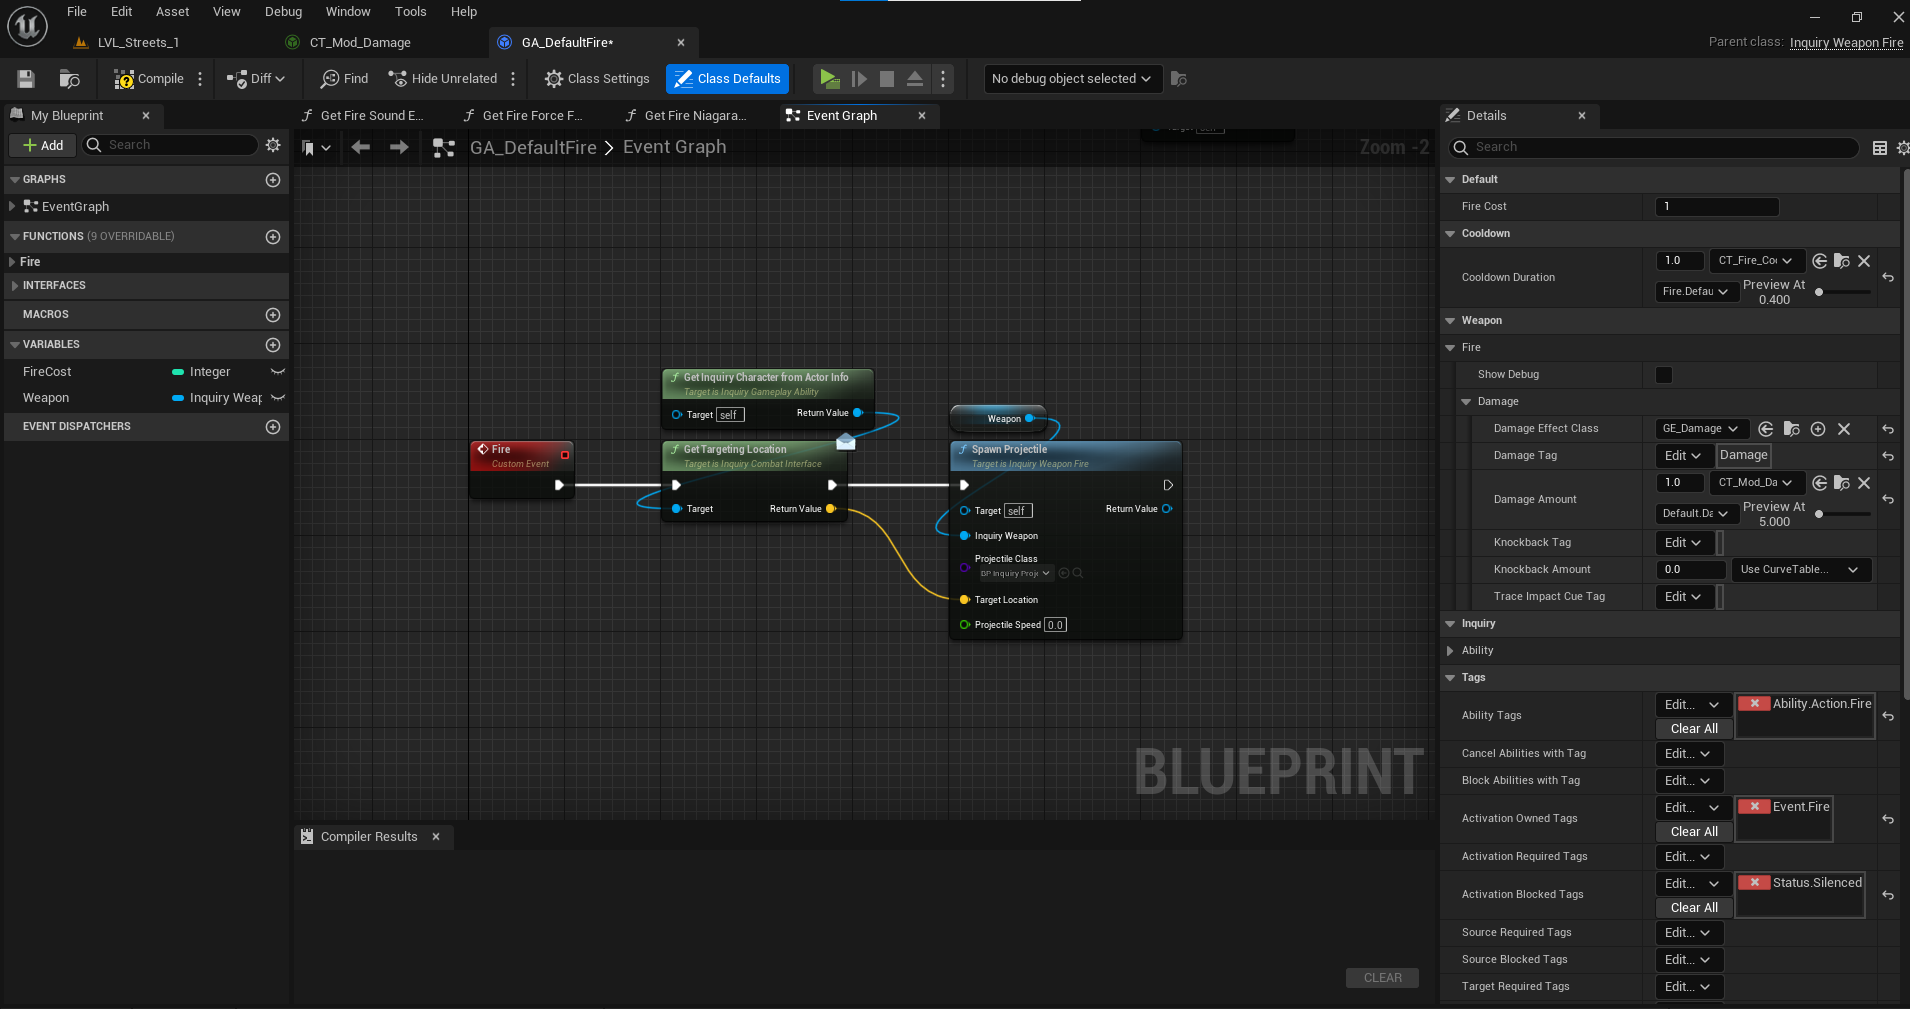 File Edit Asset View Debug Window Tools Help
LVL_Streets_1
CT_Mod_Damage
GA_DefaultFire*
Parent class: Inquiry Weapon Fire
Compile
Diff
Find
Hide Unrelated
Class Settings
Class Defaults
No debug object selected
My Blueprint
Get Fire Sound E...
Get Fire Force F...
Get Fire Niagara...
Event Graph
Details
Add
Search
GA_DefaultFire > Event Graph
Zoom -2
Search
GRAPHS
EventGraph
FUNCTIONS (9 OVERRIDABLE)
Fire
INTERFACES
MACROS
VARIABLES
FireCost Integer
Weapon Inquiry Weap
EVENT DISPATCHERS
Get Inquiry Character from Actor Info
Target is Inquiry Gameplay Ability
Target self Return Value
Fire
Custom Event
Get Targeting Location
Target is Inquiry Combat Interface
Target Return Value
Weapon
Spawn Projectile
Target is Inquiry Weapon Fire
Target self Return Value
Inquiry Weapon
Projectile Class
BP Inquiry Proje
Target Location
Projectile Speed 0.0
BLUEPRINT
Compiler Results
CLEAR
Default
Fire Cost 1
Cooldown
Cooldown Duration
1.0 CT_Fire_Coo
Fire.Defau Preview At
0.400
Weapon
Fire
Show Debug
Damage
Damage Effect Class GE_Damage
Damage Tag Edit Damage
Damage Amount
1.0 CT_Mod_Da
Default.Da Preview At
5.000
Knockback Tag Edit
Knockback Amount 0.0 Use CurveTable...
Trace Impact Cue Tag Edit
Inquiry
Ability
Tags
Ability Tags Edit... Ability.Action.Fire
Clear All
Cancel Abilities with Tag Edit...
Block Abilities with Tag Edit...
Activation Owned Tags Edit... Event.Fire
Clear All
Activation Required Tags Edit...
Activation Blocked Tags Edit... Status.Silenced
Clear All
Source Required Tags Edit...
Source Blocked Tags Edit...
Target Required Tags Edit...